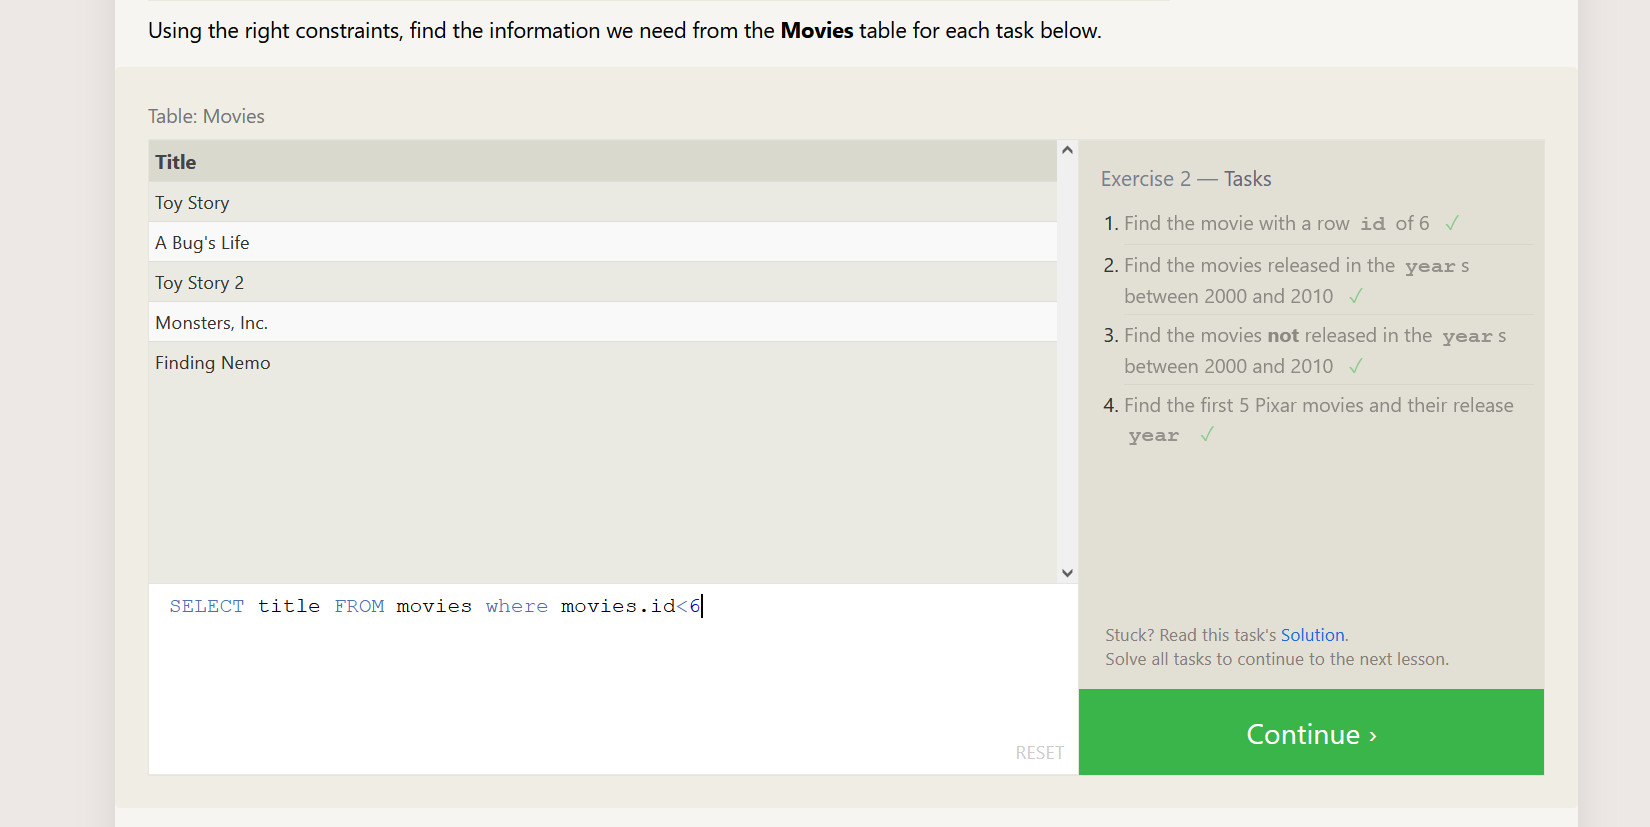 Using the right constraints, find the information we need from the Movies table for each task below.
Table: Movies
Title
Toy Story
A Bug's Life
Toy Story 2
Monsters, Inc.
Finding Nemo
SELECT title FROM movies where movies.id<6
RESET
Exercise 2 — Tasks
1. Find the movie with a row id of 6 ✓
2. Find the movies released in the year s
between 2000 and 2010 ✓
3. Find the movies not released in the year s
between 2000 and 2010 ✓
4. Find the first 5 Pixar movies and their release
year ✓
Stuck? Read this task's Solution.
Solve all tasks to continue to the next lesson.
Continue ›